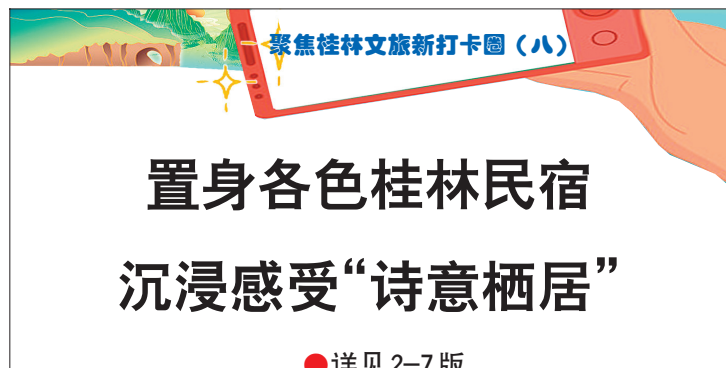 聚焦桂林文旅新打卡圈（八）
置身各色桂林民宿
沉浸感受“诗意栖居”
●详见2—7版